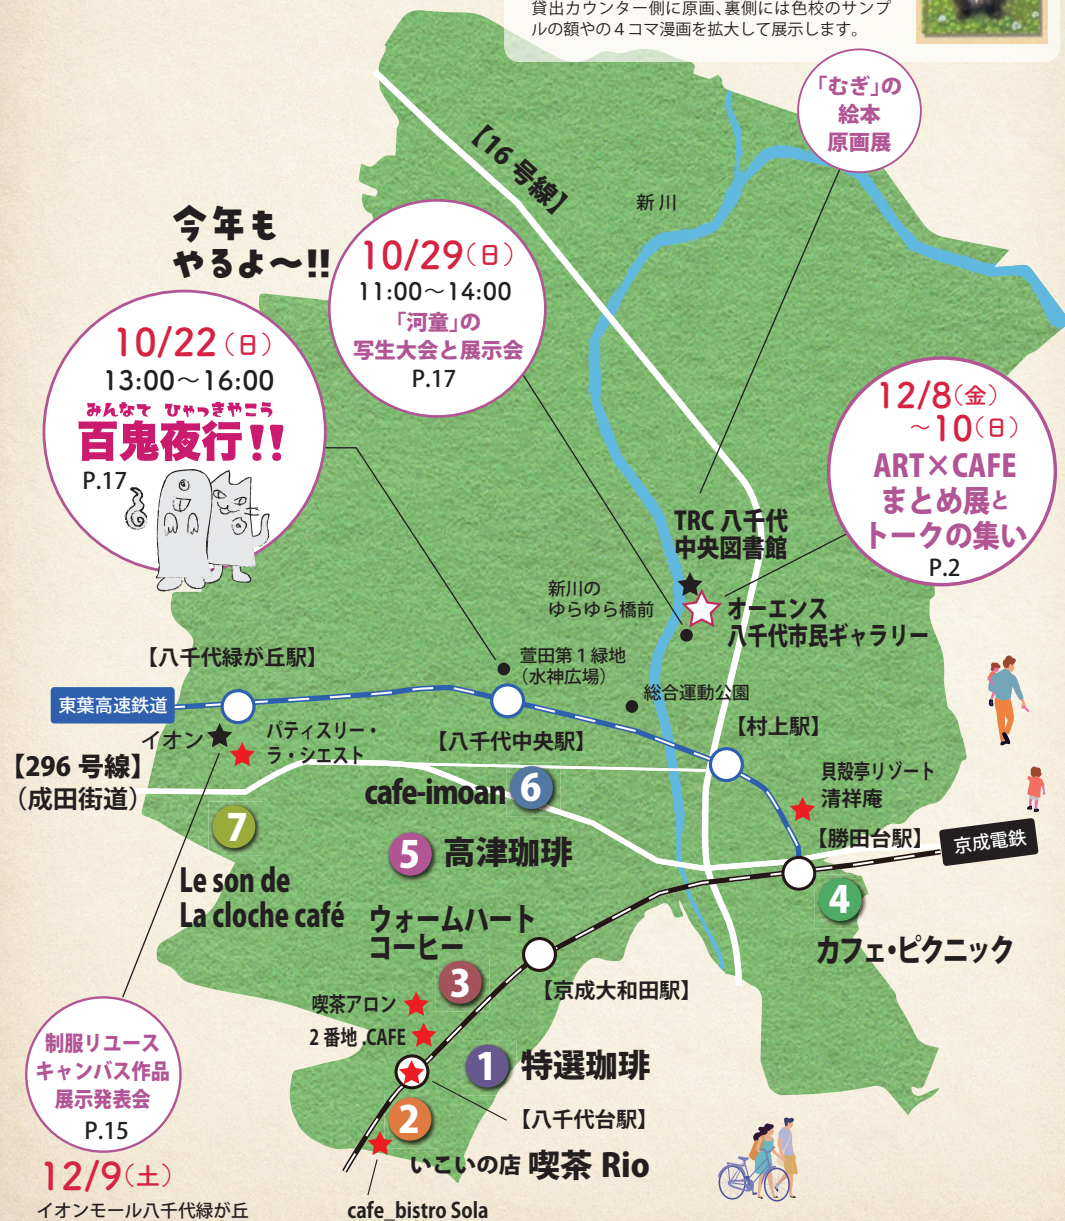 貸出カウンター側に原画、裏側には色校のサンプ
ルの額やの４コマ漫画を拡大して展示します。
「むぎ」の
絵本
原画展
【16 号線】
新川
今年も
やるよ〜!!
10/29（日）
11:00〜14:00
「河童」の
写生大会と展示会
P.17
10/22（日）
13:00〜16:00
みんなで ひゃっきやこう
百鬼夜行!!
P.17
12/8（金）
〜10（日）
ART×CAFE
まとめ展と
トークの集い
P.2
TRC 八千代
中央図書館
新川の
ゆらゆら橋前
オーエンス
八千代市民ギャラリー
萱田第１緑地
（水神広場）
総合運動公園
【八千代緑が丘駅】
東葉高速鉄道
イオン
パティスリー・
ラ・シエスト
【八千代中央駅】
【村上駅】
【296 号線】
（成田街道）
cafe-imoan 6
貝殻亭リゾート
清祥庵
【勝田台駅】
京成電鉄
7
Le son de
La cloche café
5 高津珈琲
4
カフェ・ピクニック
ウォームハート
コーヒー
3
【京成大和田駅】
喫茶アロン
2 番地 .CAFE
1 特選珈琲
【八千代台駅】
2
いこいの店 喫茶 Rio
cafe_bistro Sola
制服リユース
キャンバス作品
展示発表会
P.15
12/9（土）
イオンモール八千代緑が丘